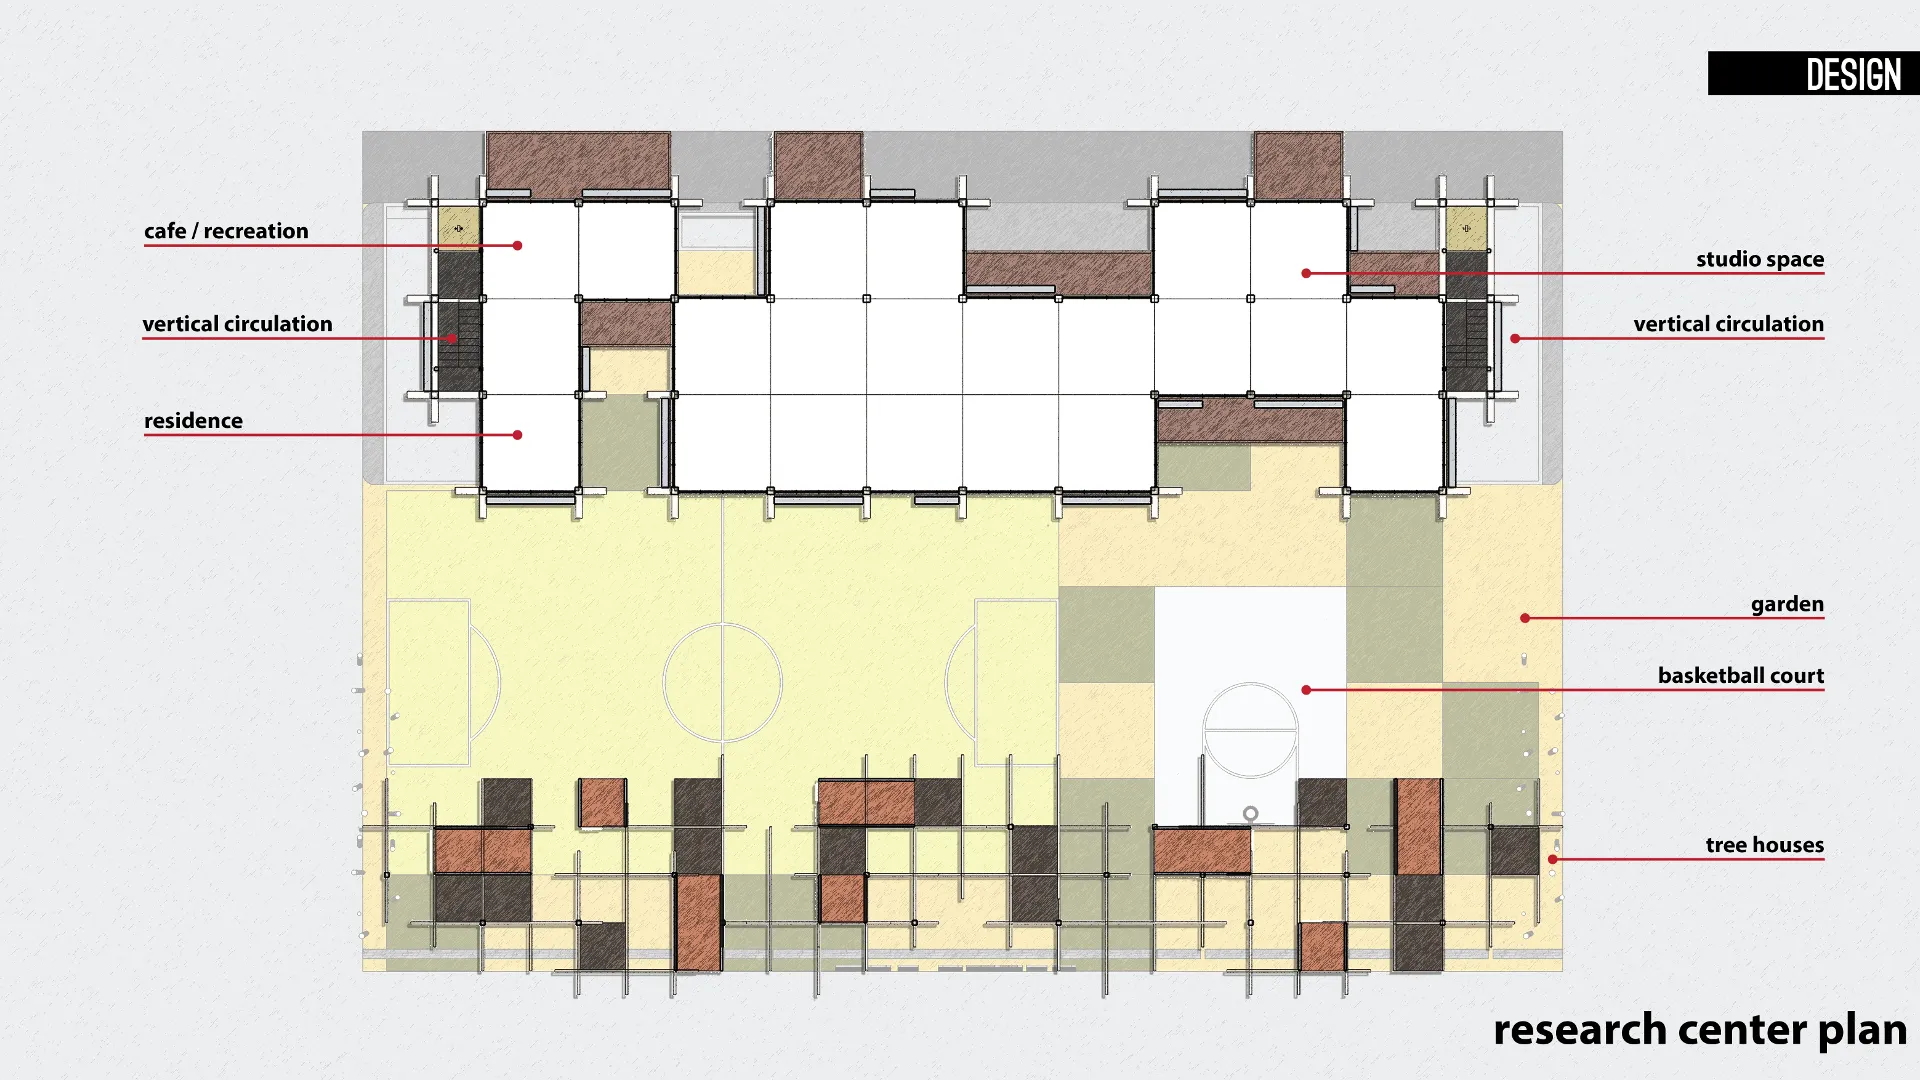 DESIGN
cafe / recreation
vertical circulation
residence
studio space
vertical circulation
garden
basketball court
tree houses
research center plan